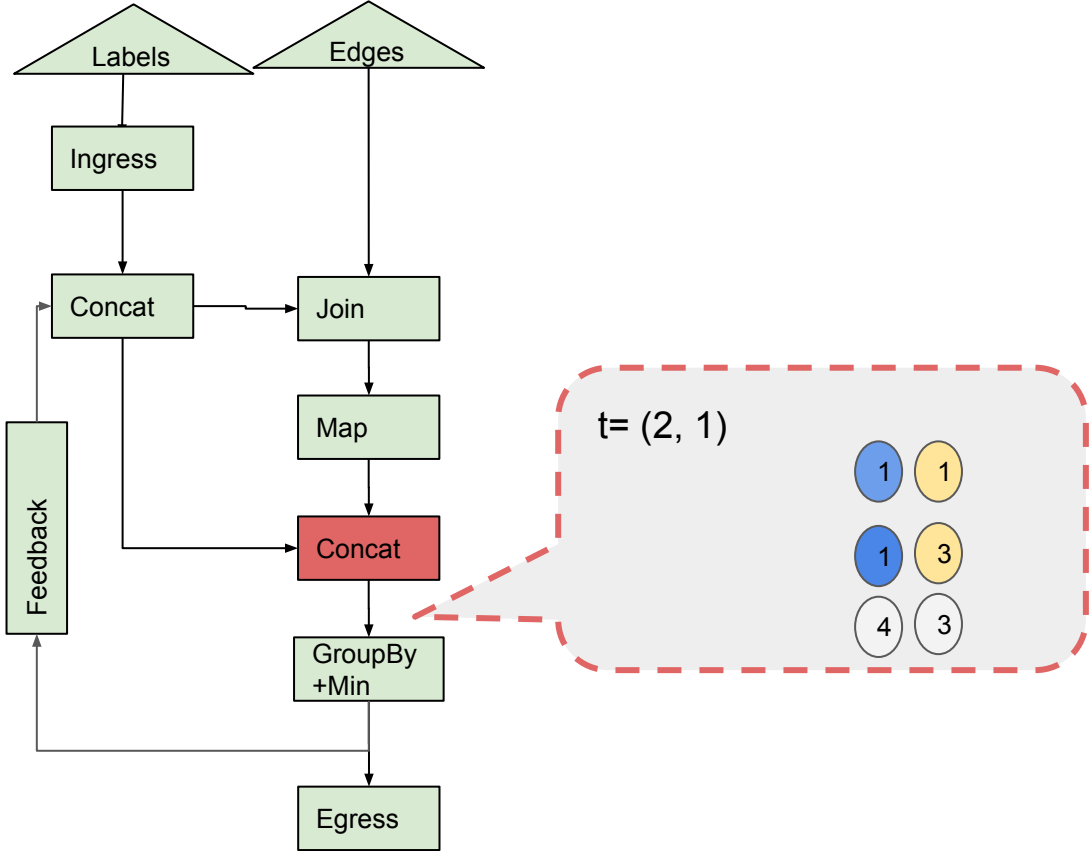 Labels
Edges
Ingress
Concat
Join
Map
Feedback
Concat
GroupBy
+Min
Egress
t= (2, 1)
1 1
1 3
4 3